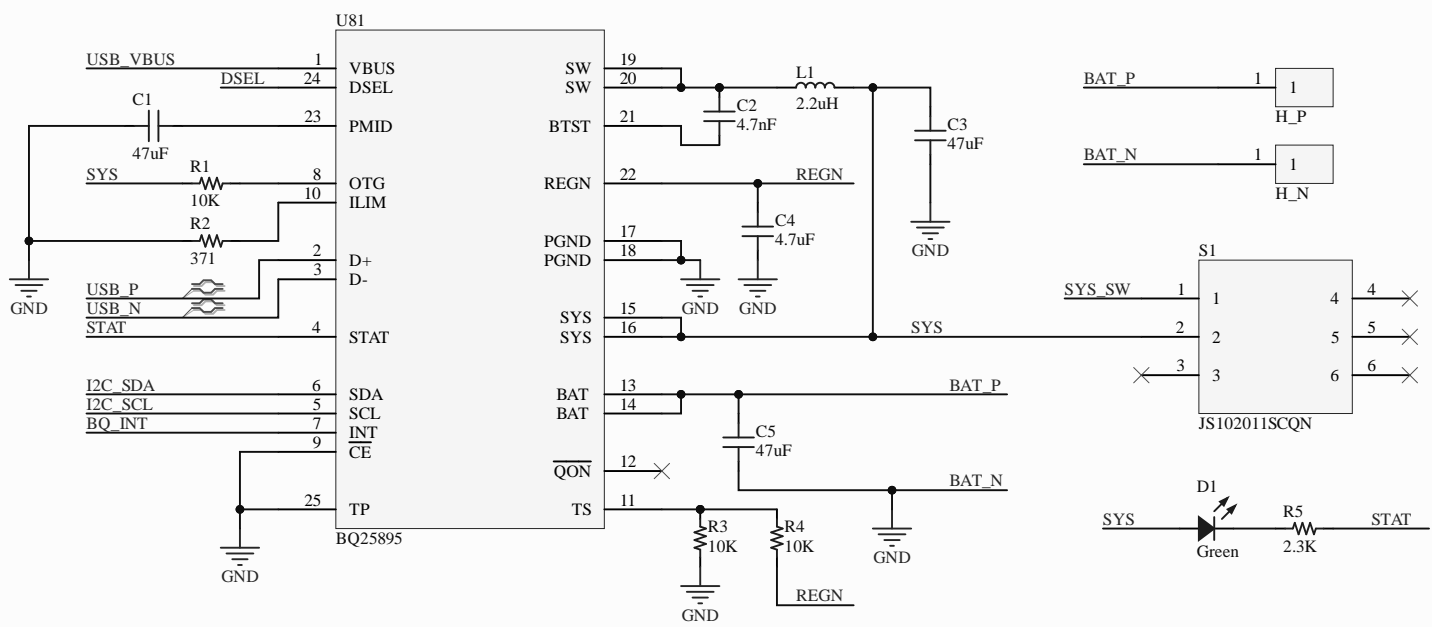 U81
USB_VBUS 1 VBUS SW 19
DSEL 24 DSEL SW 20
C1
47uF
23 PMID BTST 21
C2
4.7nF
L1
2.2uH
C3
47uF
GND
SYS R1 8 OTG REGN 22 REGN
10K
10 ILIM
R2
371
C4
4.7uF
GND
PGND 17
PGND 18
GND
GND
2 D+
3 D-
USB_P
USB_N
STAT 4 STAT
SYS 15
SYS 16 SYS
I2C_SDA 6 SDA BAT 13 BAT_P
I2C_SCL 5 SCL BAT 14
BQ_INT 7 INT
9 CE
C5
47uF
QON 12
BAT_N
25 TP TS 11
GND
R3
10K
R4
10K
GND
GND
REGN
BQ25895
BAT_P 1 1
H_P
BAT_N 1 1
H_N
S1
SYS_SW 1 1 4 4
2 2 5 5
3 3 6 6
JS102011SCQN
D1
SYS R5 STAT
Green 2.3K